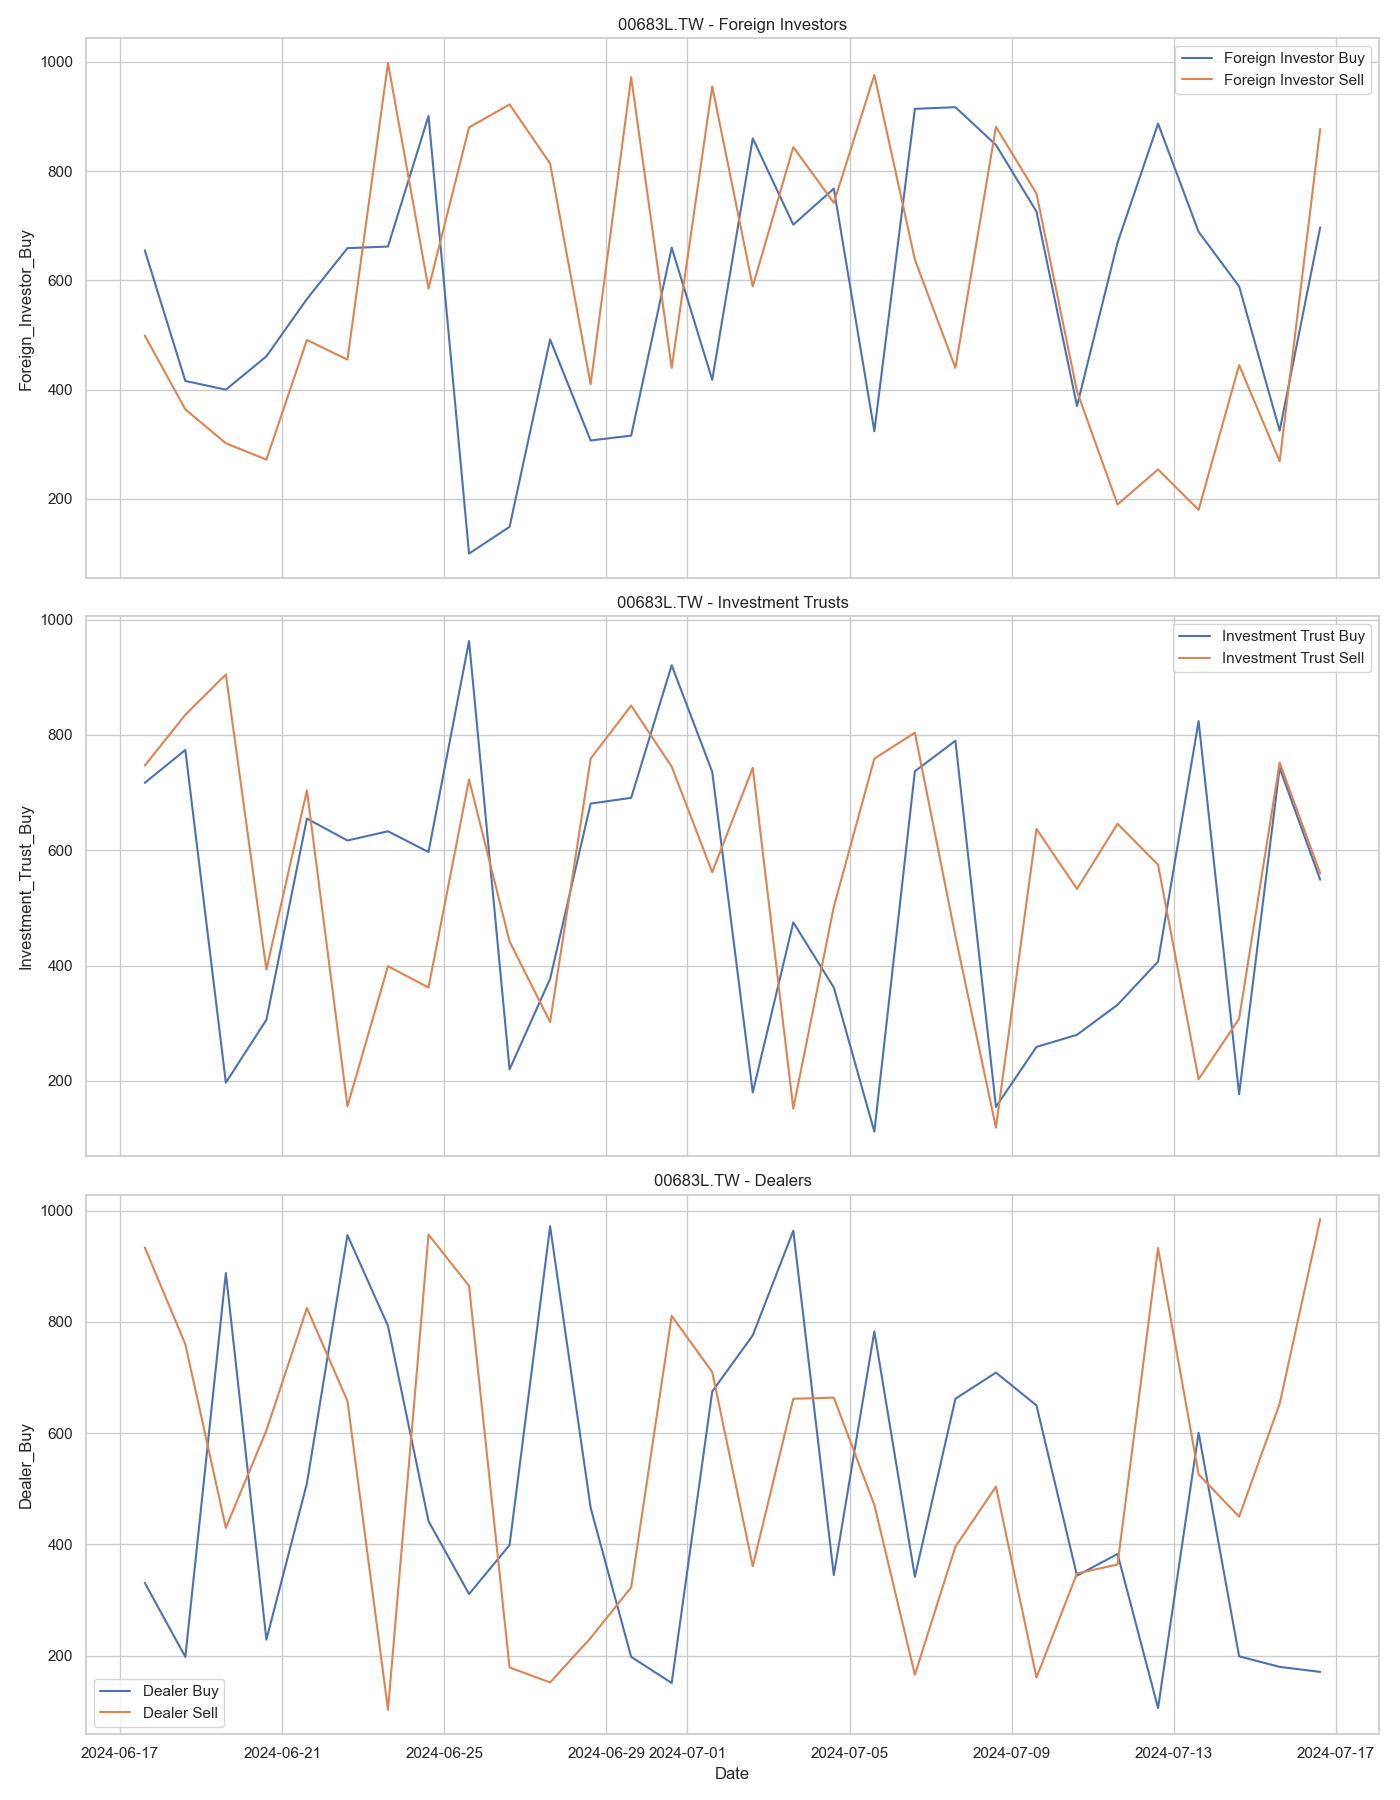 00683L.TW - Foreign Investors
Foreign_Investor_Buy
1000
800
600
400
200
Foreign Investor Buy
Foreign Investor Sell
00683L.TW - Investment Trusts
Investment_Trust_Buy
1000
800
600
400
200
Investment Trust Buy
Investment Trust Sell
00683L.TW - Dealers
Dealer_Buy
1000
800
600
400
200
Dealer Buy
Dealer Sell
2024-06-17 2024-06-21 2024-06-25 2024-06-29 2024-07-01 2024-07-05 2024-07-09 2024-07-13 2024-07-17
Date